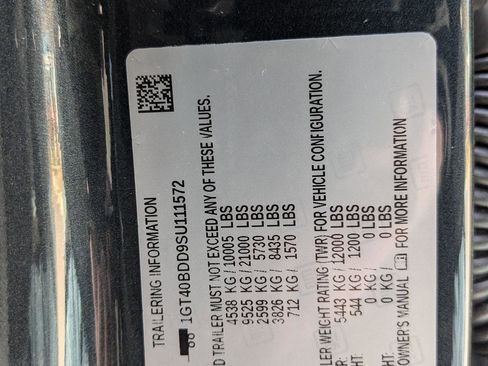 TRAILERING INFORMATION
1GT40BDD9SU111572
D TRAILER MUST NOT EXCEED ANY OF THESE VALUES.
4538 KG / 10005 LBS
9525 KG / 21000 LBS
2599 KG / 5730 LBS
3826 KG / 8435 LBS
712 KG / 1570 LBS
LER WEIGHT RATING (TWR) FOR VEHICLE CONFIGURATION.
ER: 5443 KG / 12000 LBS
HT: 544 KG / 1200 LBS
0 KG / 0 LBS
HT: 0 KG / 0 LBS
OWNER'S MANUAL FOR MORE INFORMATION